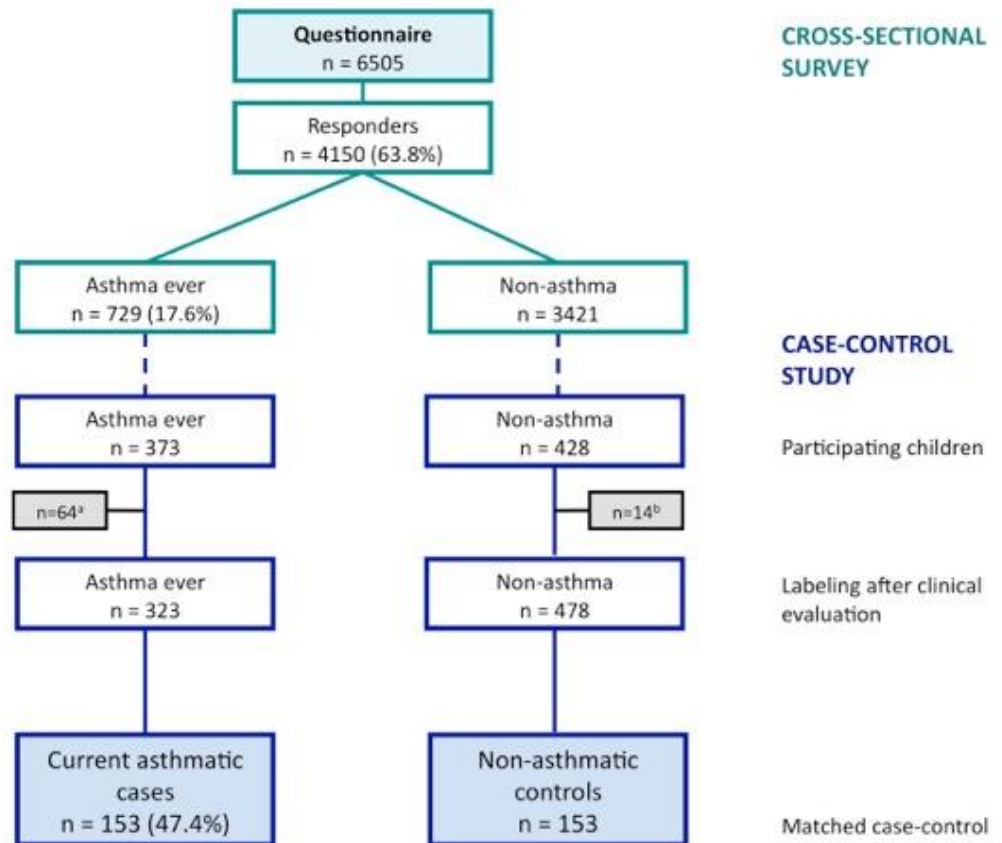 Questionnaire
n = 6505
CROSS-SECTIONAL
SURVEY
Responders
n = 4150 (63.8%)
Asthma ever
n = 729 (17.6%)
Non-asthma
n = 3421
CASE-CONTROL
STUDY
Asthma ever
n = 373
Non-asthma
n = 428
Participating children
n=64ᵃ
n=14ᵇ
Asthma ever
n = 323
Non-asthma
n = 478
Labeling after clinical
evaluation
Current asthmatic
cases
n = 153 (47.4%)
Non-asthmatic
controls
n = 153
Matched case-control